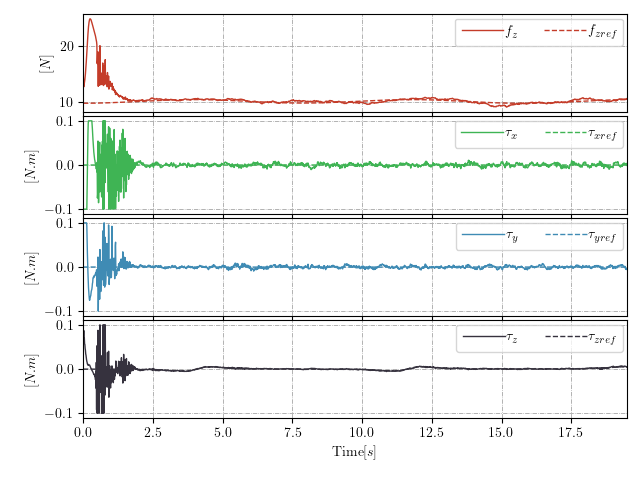 f_z f_zref
[N]
20
10
τ_x τ_xref
[N.m]
0.1
0.0
−0.1
τ_y τ_yref
[N.m]
0.1
0.0
−0.1
τ_z τ_zref
[N.m]
0.1
0.0
−0.1
0.0 2.5 5.0 7.5 10.0 12.5 15.0 17.5
Time[s]